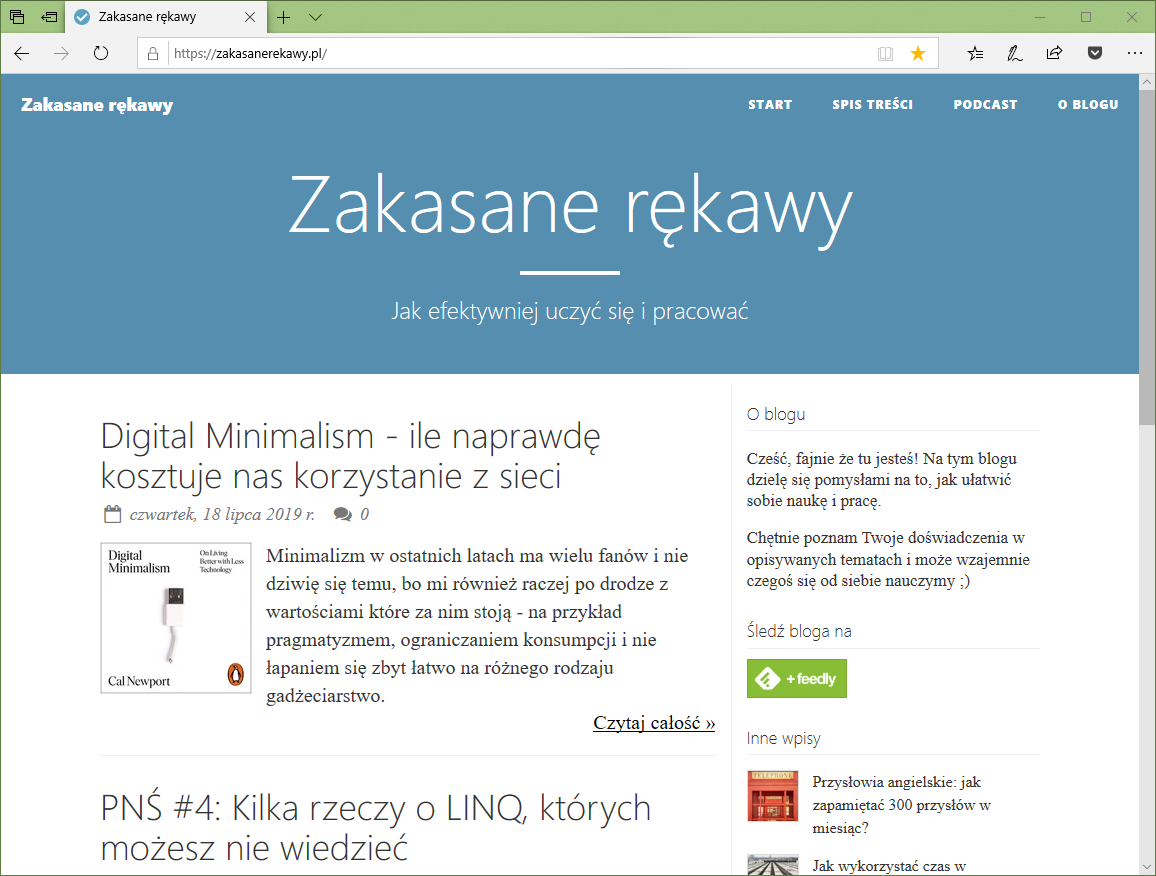 Zakasane rękawy
https://zakasanerekawy.pl/
Zakasane rękawy
START
SPIS TREŚCI
PODCAST
O BLOGU
Zakasane rękawy
Jak efektywniej uczyć się i pracować
Digital Minimalism - ile naprawdę
kosztuje nas korzystanie z sieci
czwartek, 18 lipca 2019 r.
0
Digital
Minimalism
On Living
Better with Less
Technology
Cal Newport
Minimalizm w ostatnich latach ma wielu fanów i nie
dziwię się temu, bo mi również raczej po drodze z
wartościami które za nim stoją - na przykład
pragmatyzmem, ograniczaniem konsumpcji i nie
łapaniem się zbyt łatwo na różnego rodzaju
gadżeciarstwo.
Czytaj całość »
PNŚ #4: Kilka rzeczy o LINQ, których
możesz nie wiedzieć
O blogu
Cześć, fajnie że tu jesteś! Na tym blogu
dzielę się pomysłami na to, jak ułatwić
sobie naukę i pracę.
Chętnie poznam Twoje doświadczenia w
opisywanych tematach i może wzajemnie
czegoś się od siebie nauczymy ;)
Śledź bloga na
+feedly
Inne wpisy
TELEPHONE
Przysłowia angielskie: jak
zapamiętać 300 przysłów w
miesiąc?
Jak wykorzystać czas w